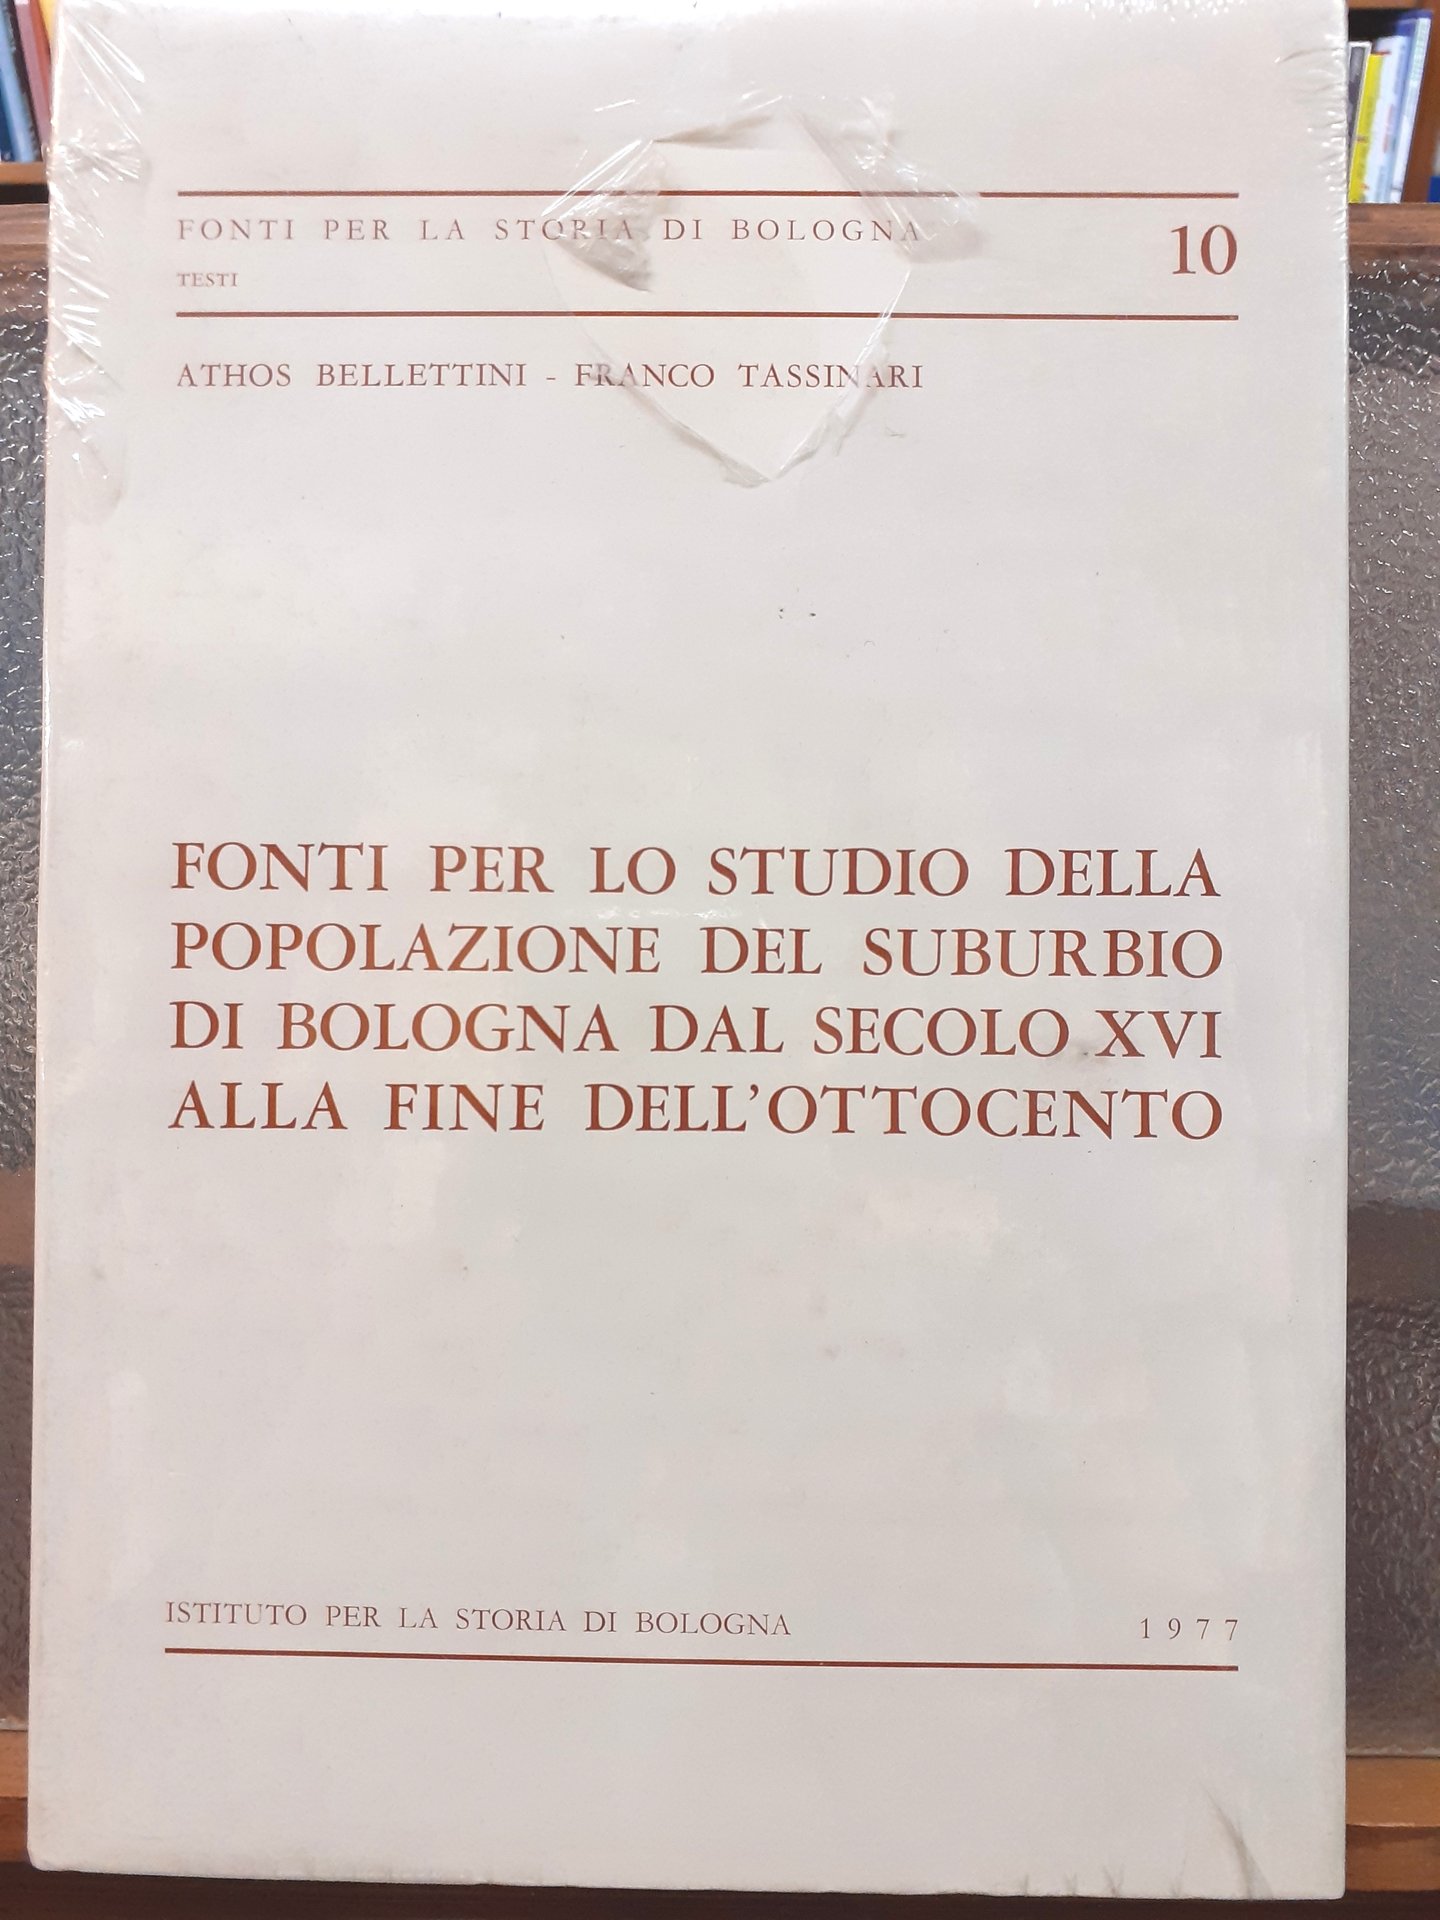 FONTI PER LA STORIA DI BOLOGNA
TESTI
10
ATHOS BELLETTINI - FRANCO TASSINARI
FONTI PER LO STUDIO DELLA
POPOLAZIONE DEL SUBURBIO
DI BOLOGNA DAL SECOLO XVI
ALLA FINE DELL'OTTOCENTO
ISTITUTO PER LA STORIA DI BOLOGNA
1977